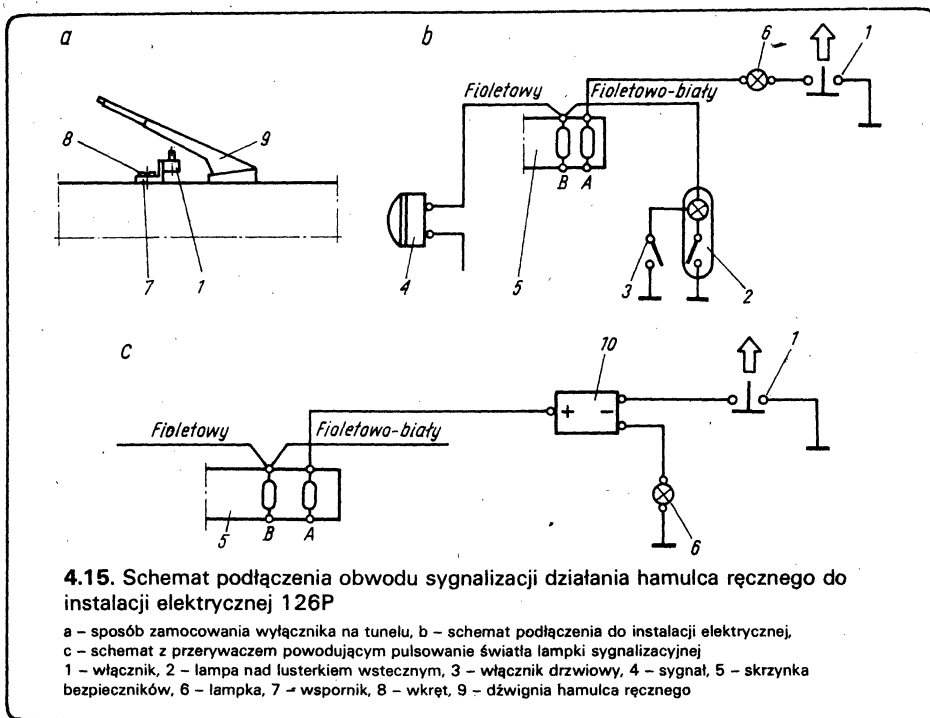 a
b
6
1
Fioletowy
Fioletowo-biały
8
9
B A
7
1
4
5
3
2
c
10
1
Fioletowy
Fioletowo-biały
+ −
5
B A
6
4.15. Schemat podłączenia obwodu sygnalizacji działania hamulca ręcznego do
instalacji elektrycznej 126P
a – sposób zamocowania wyłącznika na tunelu, b – schemat podłączenia do instalacji elektrycznej,
c – schemat z przerywaczem powodującym pulsowanie światła lampki sygnalizacyjnej
1 – włącznik, 2 – lampa nad lusterkiem wstecznym, 3 – włącznik drzwiowy, 4 – sygnał, 5 – skrzynka
bezpieczników, 6 – lampka, 7 – wspornik, 8 – wkręt, 9 – dźwignia hamulca ręcznego